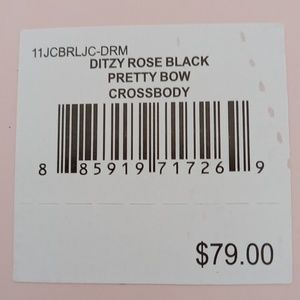 11JCBRLJC-DRM
DITZY ROSE BLACK
PRETTY BOW
CROSSBODY
8 85919 71726 9
$79.00